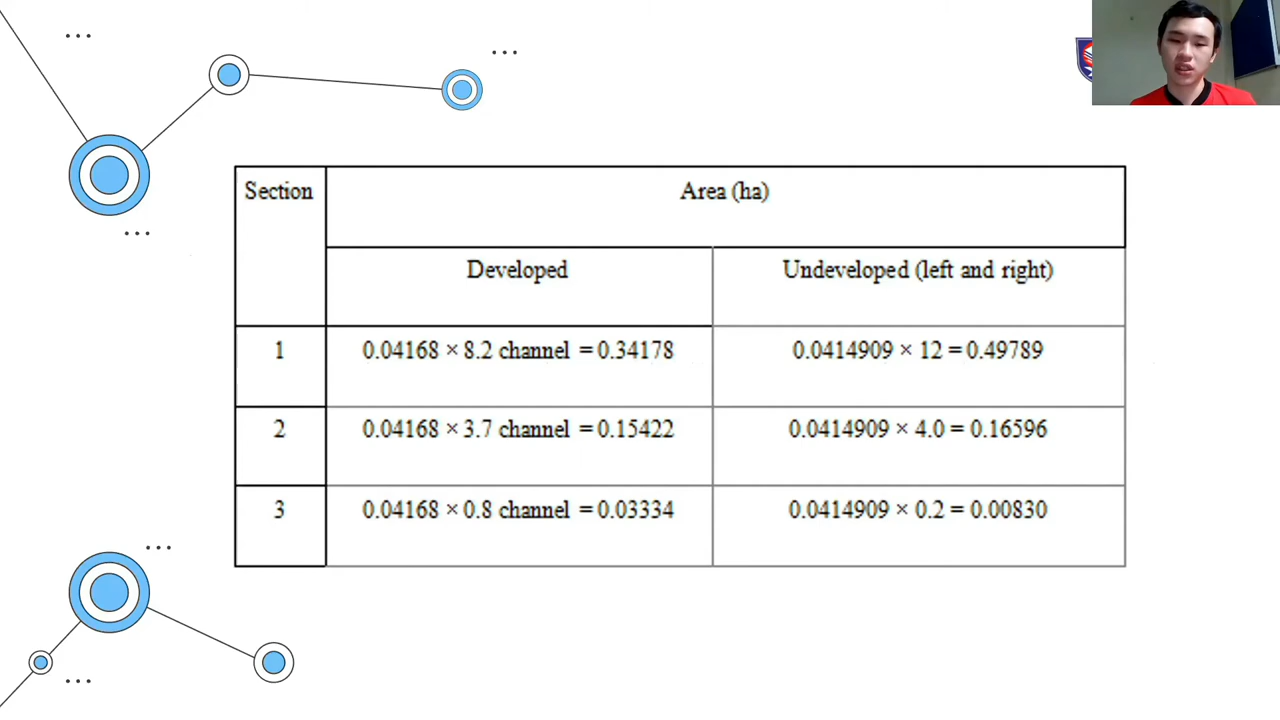 Section
Area (ha)
Developed
Undeveloped (left and right)
1
0.04168 × 8.2 channel = 0.34178
0.0414909 × 12 = 0.49789
2
0.04168 × 3.7 channel = 0.15422
0.0414909 × 4.0 = 0.16596
3
0.04168 × 0.8 channel = 0.03334
0.0414909 × 0.2 = 0.00830